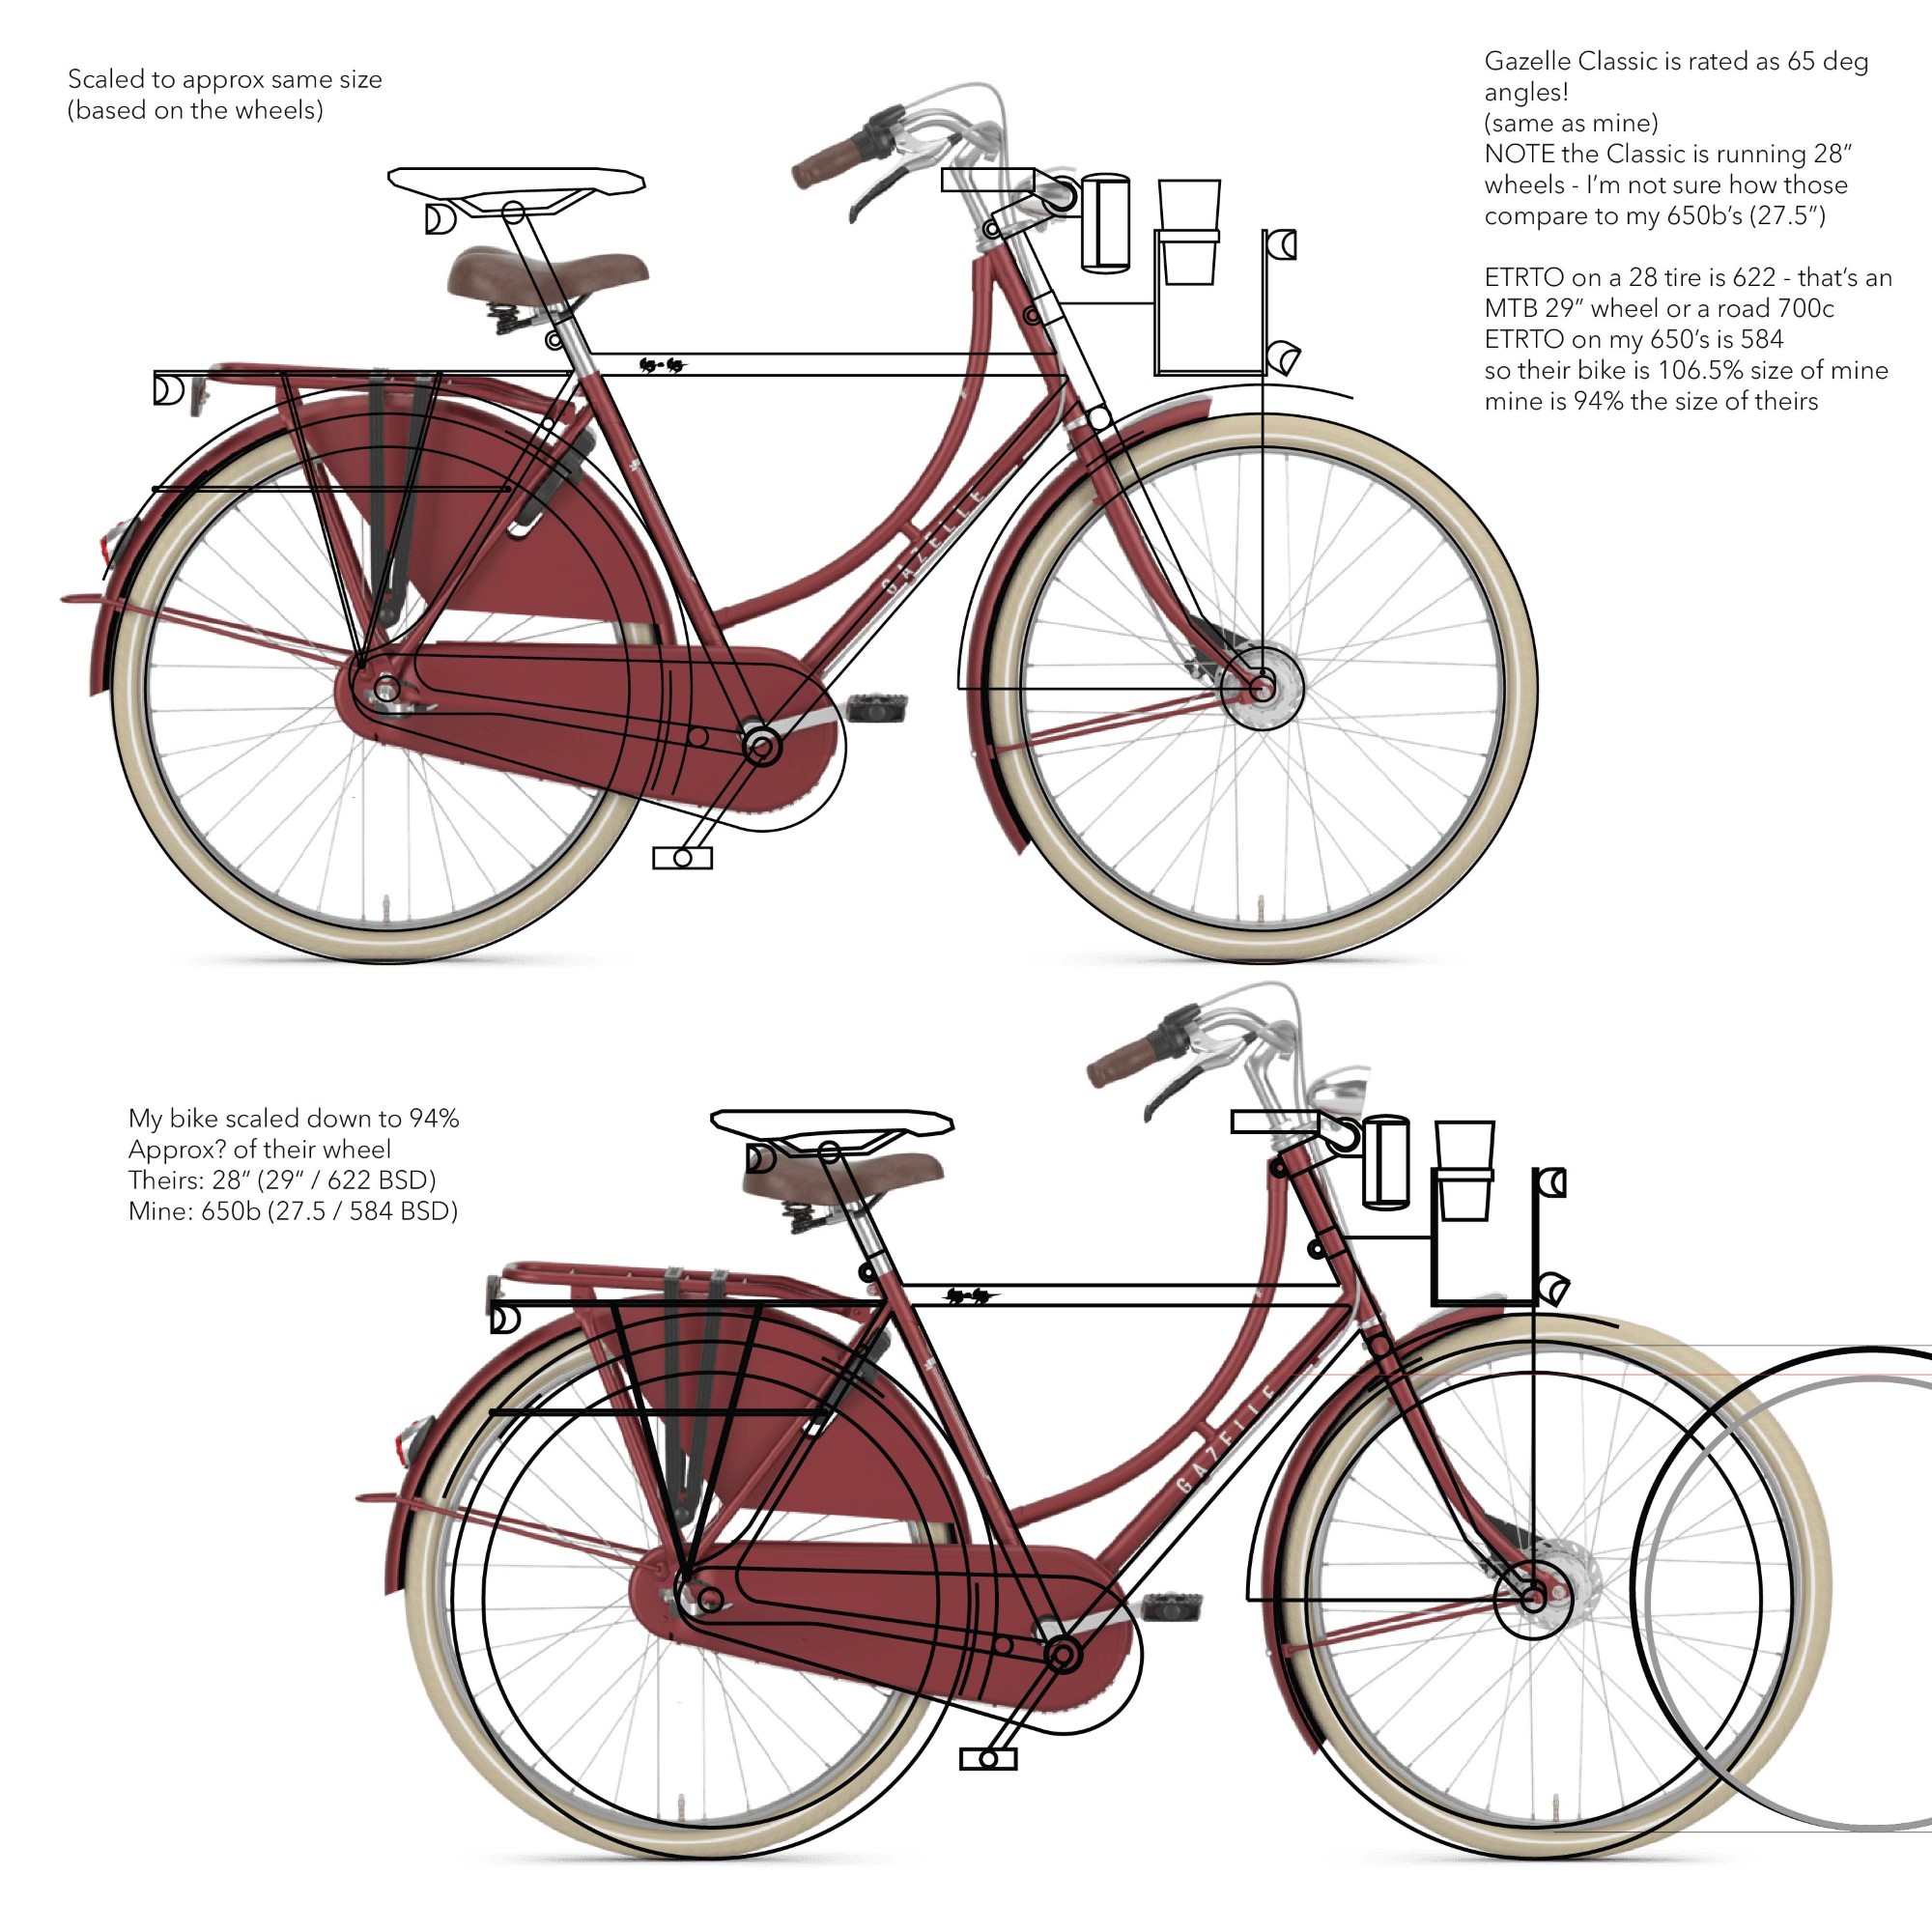 Scaled to approx same size
(based on the wheels)
Gazelle Classic is rated as 65 deg
angles!
(same as mine)
NOTE the Classic is running 28”
wheels - I’m not sure how those
compare to my 650b’s (27.5”)
ETRTO on a 28 tire is 622 - that’s an
MTB 29” wheel or a road 700c
ETRTO on my 650’s is 584
so their bike is 106.5% size of mine
mine is 94% the size of theirs
GAZELLE
My bike scaled down to 94%
Approx? of their wheel
Theirs: 28” (29” / 622 BSD)
Mine: 650b (27.5 / 584 BSD)
GAZELLE